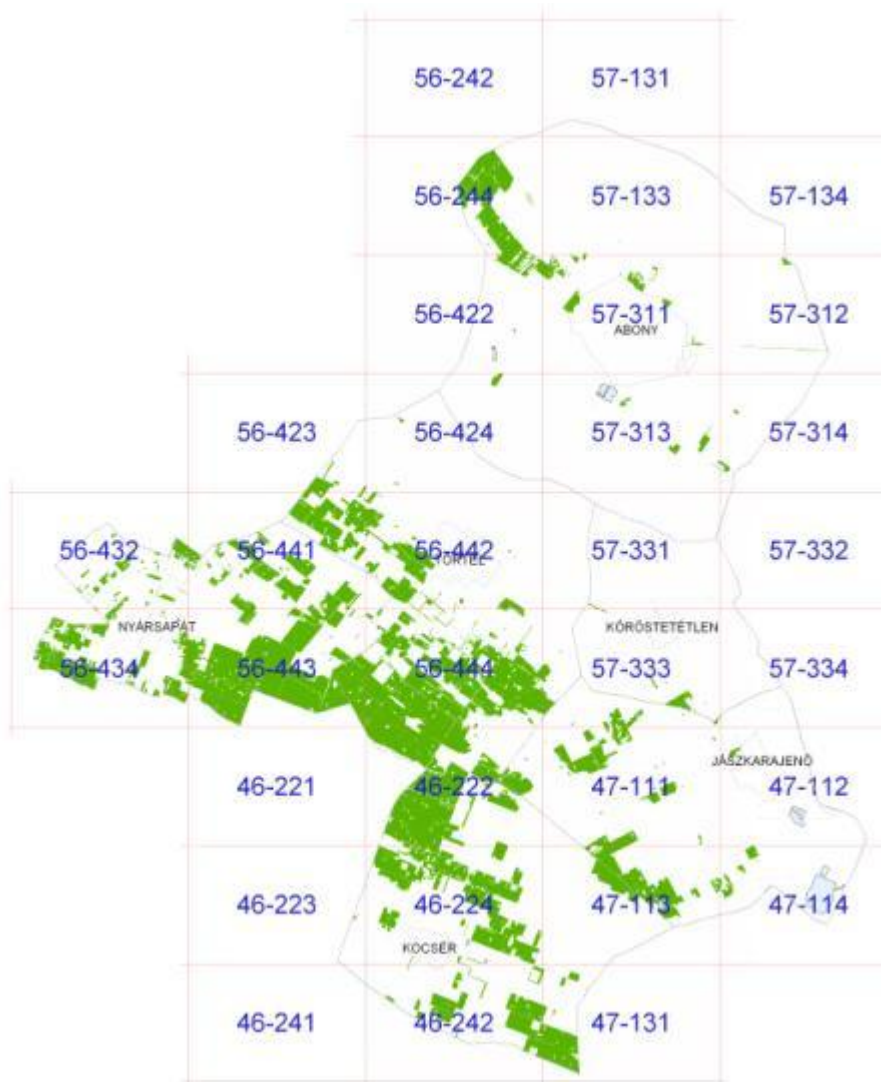 56-242 57-131
56-244 57-133 57-134
56-422 57-311 57-312
ABONY
56-423 56-424 57-313 57-314
56-432 56-441 56-442 57-331 57-332
TÖRTEL
NYÁRSAPÁT KŐRÖSTETÉTLEN
56-434 56-443 56-444 57-333 57-334
JÁSZKARAJENŐ
46-221 46-222 47-111 47-112
46-223 46-224 47-113 47-114
KOCSÉR
46-241 46-242 47-131